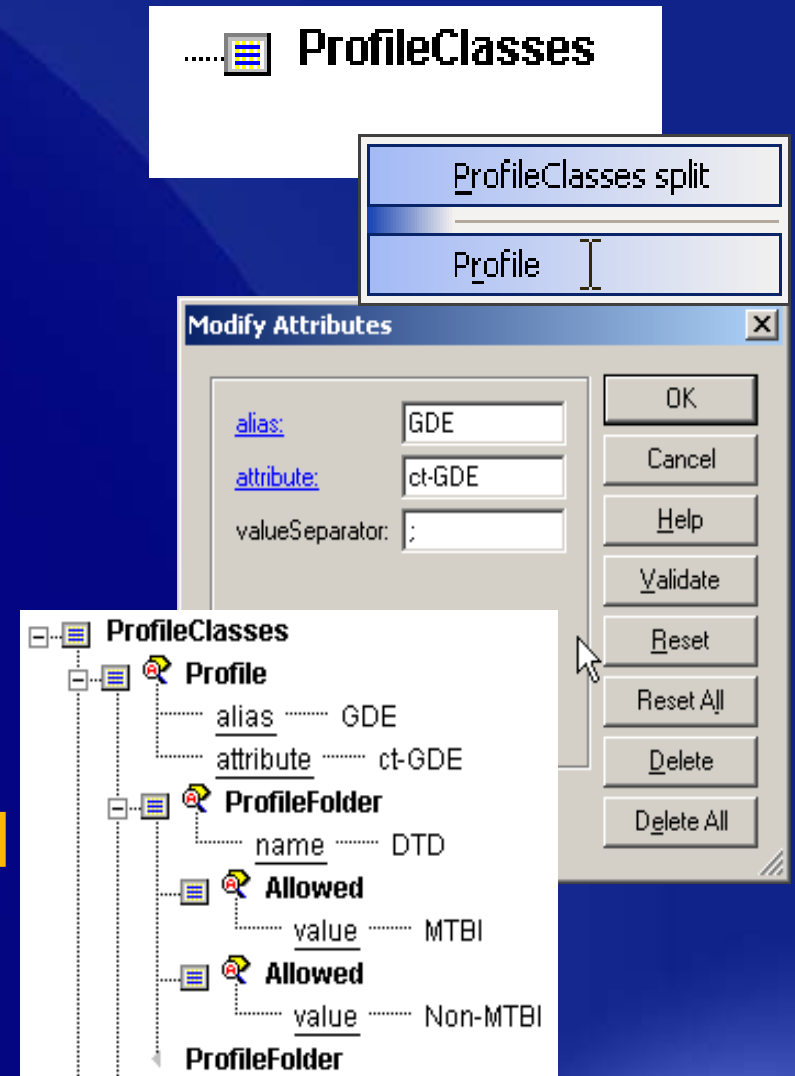 ProfileClasses
ProfileClasses split
Profile
Modify Attributes
alias: GDE
attribute: ct-GDE
valueSeparator: ;
OK
Cancel
Help
Validate
Reset
Reset All
Delete
Delete All
ProfileClasses
Profile
alias GDE
attribute ct-GDE
ProfileFolder
name DTD
Allowed
value MTBI
Allowed
value Non-MTBI
ProfileFolder